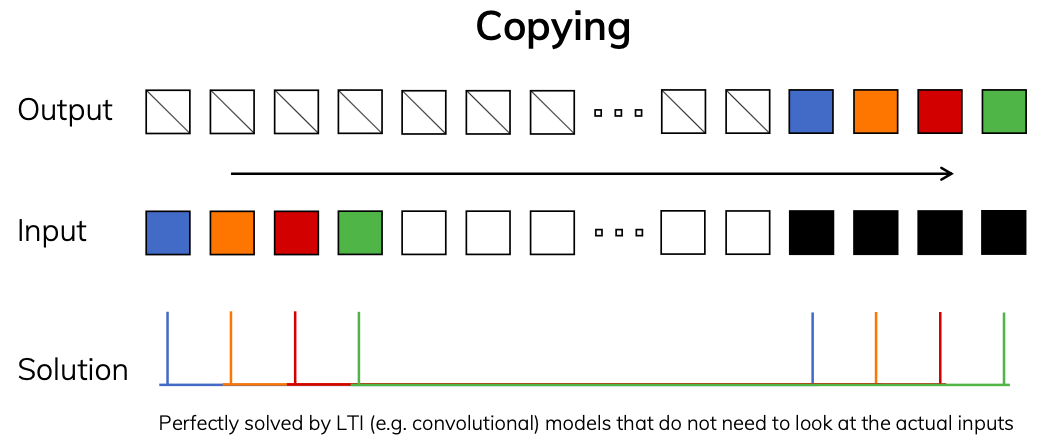 Copying
Output
Input
Solution
Perfectly solved by LTI (e.g. convolutional) models that do not need to look at the actual inputs